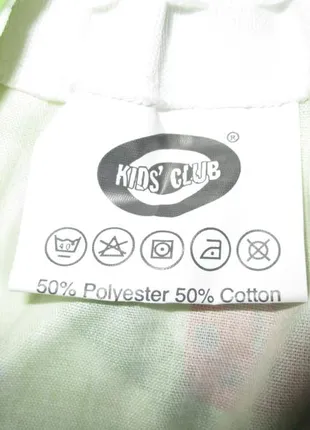 KIDS' CLUB
®
40
50% Polyester 50% Cotton